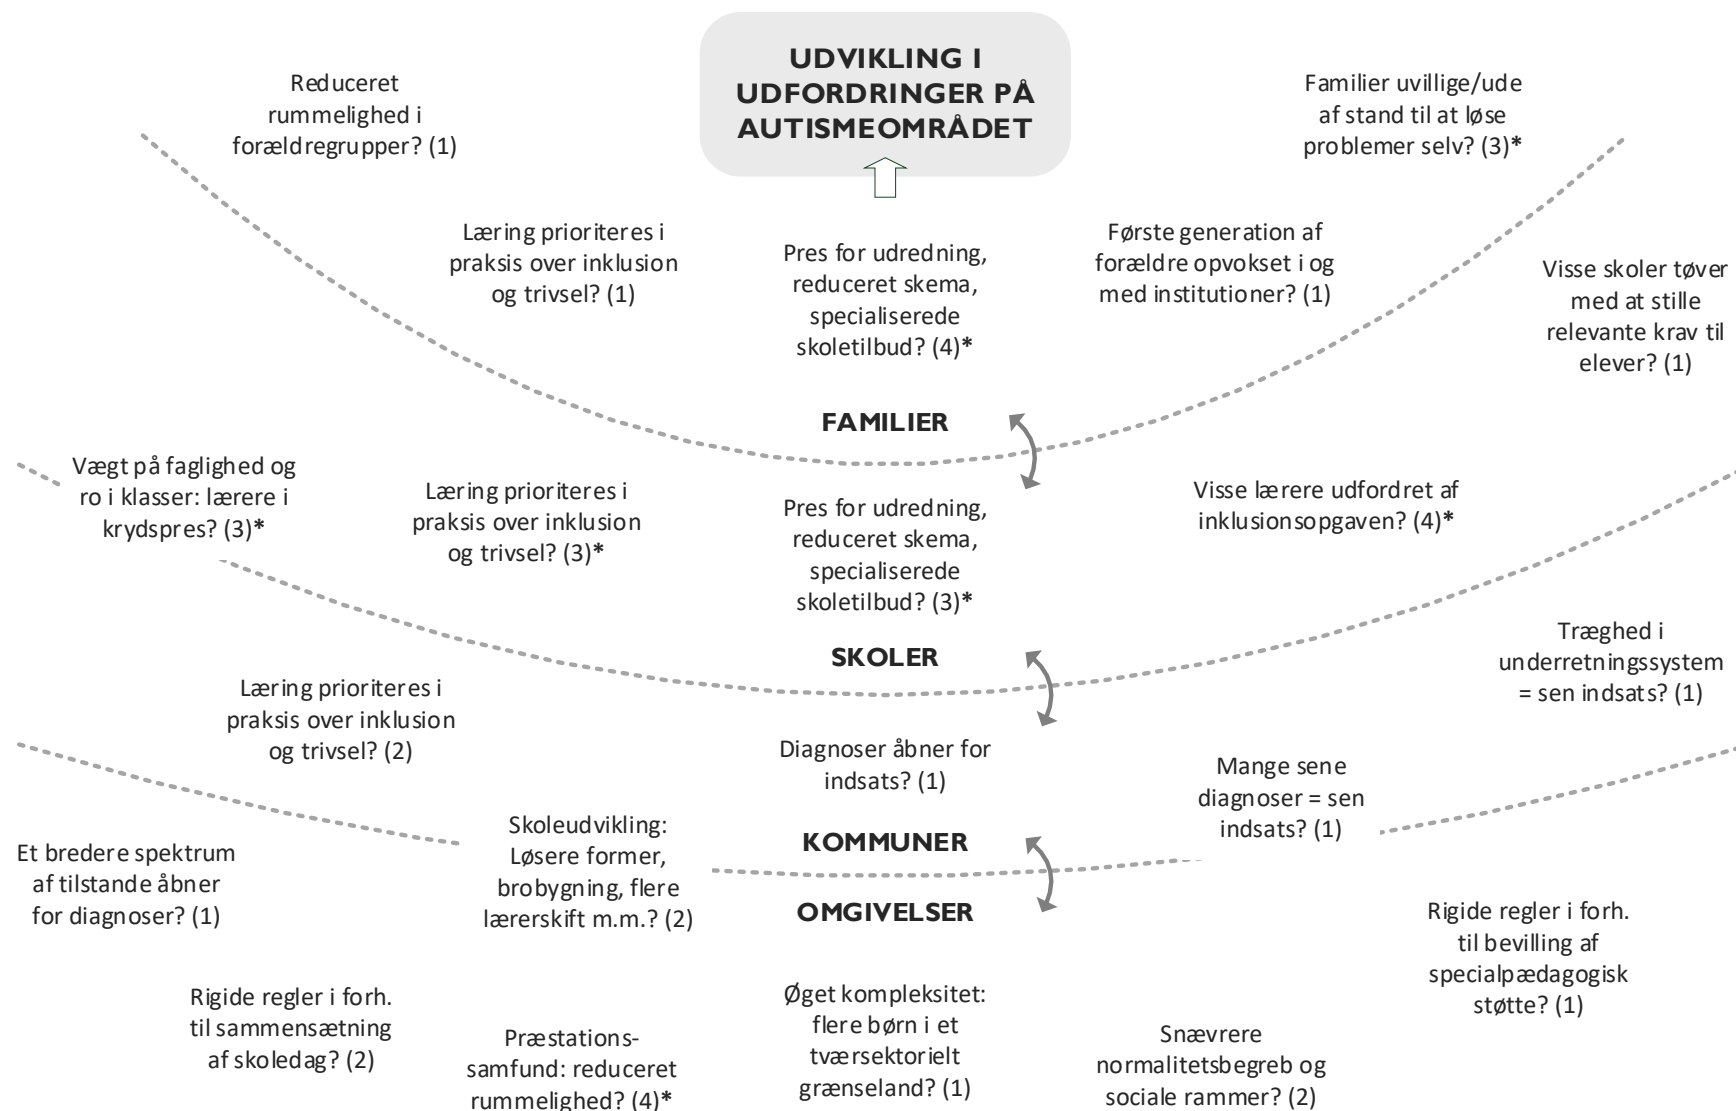 UDVIKLING I
UDFORDRINGER PÅ
AUTISMEOMRÅDET
Reduceret
rummelighed i
forældregrupper? (1)
Familier uvillige/ude
af stand til at løse
problemer selv? (3)*
Læring prioriteres i
praksis over inklusion
og trivsel? (1)
Pres for udredning,
reduceret skema,
specialiserede
skoletilbud? (4)*
Første generation af
forældre opvokset i og
med institutioner? (1)
Visse skoler tøver
med at stille
relevante krav til
elever? (1)
FAMILIER
Vægt på faglighed og
ro i klasser: lærere i
krydspres? (3)*
Læring prioriteres i
praksis over inklusion
og trivsel? (3)*
Pres for udredning,
reduceret skema,
specialiserede
skoletilbud? (3)*
Visse lærere udfordret af
inklusionsopgaven? (4)*
SKOLER
Træghed i
underretningssystem
= sen indsats? (1)
Læring prioriteres i
praksis over inklusion
og trivsel? (2)
Diagnoser åbner for
indsats? (1)
Mange sene
diagnoser = sen
indsats? (1)
KOMMUNER
Et bredere spektrum
af tilstande åbner
for diagnoser? (1)
Skoleudvikling:
Løsere former,
brobygning, flere
lærerskift m.m.? (2)
OMGIVELSER
Rigide regler i forh.
til bevilling af
specialpædagogisk
støtte? (1)
Rigide regler i forh.
til sammensætning
af skoledag? (2)
Præstations-
samfund: reduceret
rummelighed? (4)*
Øget kompleksitet:
flere børn i et
tværsektorielt
grænseland? (1)
Snævrere
normalitetsbegreb og
sociale rammer? (2)